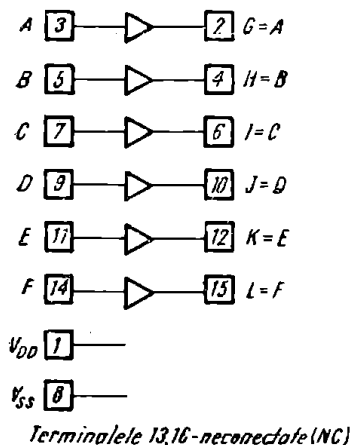 A 3 2 G = A
B 5 4 H = B
C 7 6 I = C
D 9 10 J = D
E 11 12 K = E
F 14 15 L = F
VDD 1
VSS 8
Terminalele 13,16-neconectate (NC)